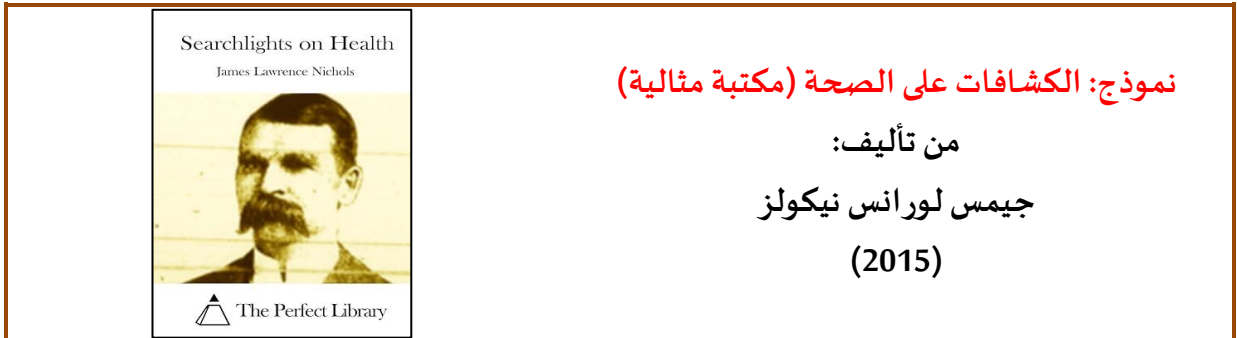 Searchlights on Health
James Lawrence Nichols
The Perfect Library
نموذج: الكشافات على الصحة (مكتبة مثالية)
من تأليف:
جيمس لورانس نيكولز
(2015)